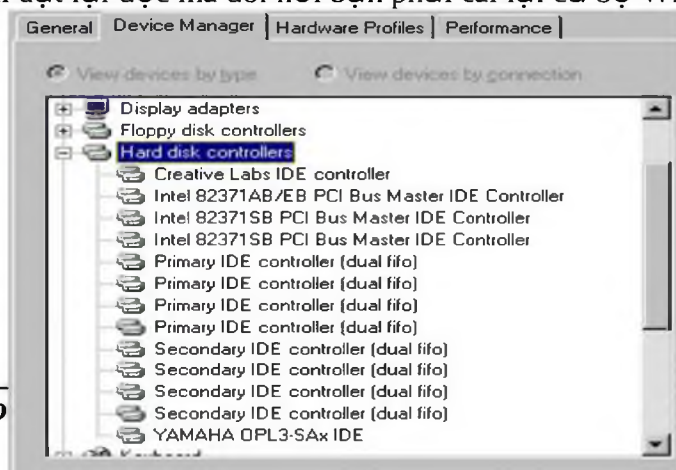 General Device Manager Hardware Profiles Performance
View devices by type View devices by connection
Display adapters
Floppy disk controllers
Hard disk controllers
Creative Labs IDE controller
Intel 82371AB/EB PCI Bus Master IDE Controller
Intel 82371SB PCI Bus Master IDE Controller
Intel 82371SB PCI Bus Master IDE Controller
Primary IDE controller (dual fifo)
Primary IDE controller (dual fifo)
Primary IDE controller (dual fifo)
Primary IDE controller (dual fifo)
Secondary IDE controller (dual fifo)
Secondary IDE controller (dual fifo)
Secondary IDE controller (dual fifo)
Secondary IDE controller (dual fifo)
YAMAHA OPL3-SAx IDE